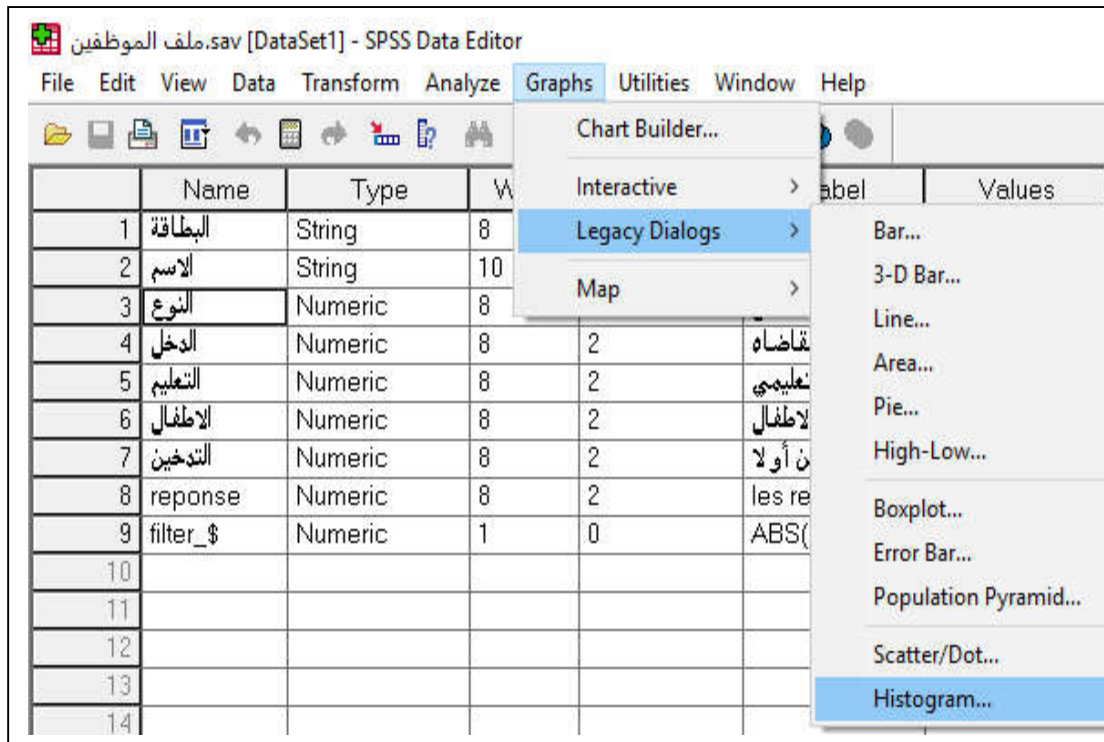 ملف الموظفين.sav [DataSet1] - SPSS Data Editor
File Edit View Data Transform Analyze Graphs Utilities Window Help
Chart Builder...
Interactive
Legacy Dialogs
Map
Name Type Values
1 البطاقة String 8
2 الاسم String 10
3 النوع Numeric 8
4 الدخل Numeric 8 2
5 التعليم Numeric 8 2
6 الاطفال Numeric 8 2
7 التدخين Numeric 8 2 ن أو لا
8 reponse Numeric 8 2 les re
9 filter_$ Numeric 1 0 ABS(
10
11
12
13
14
Bar...
3-D Bar...
Line...
Area...
Pie...
High-Low...
Boxplot...
Error Bar...
Population Pyramid...
Scatter/Dot...
Histogram...